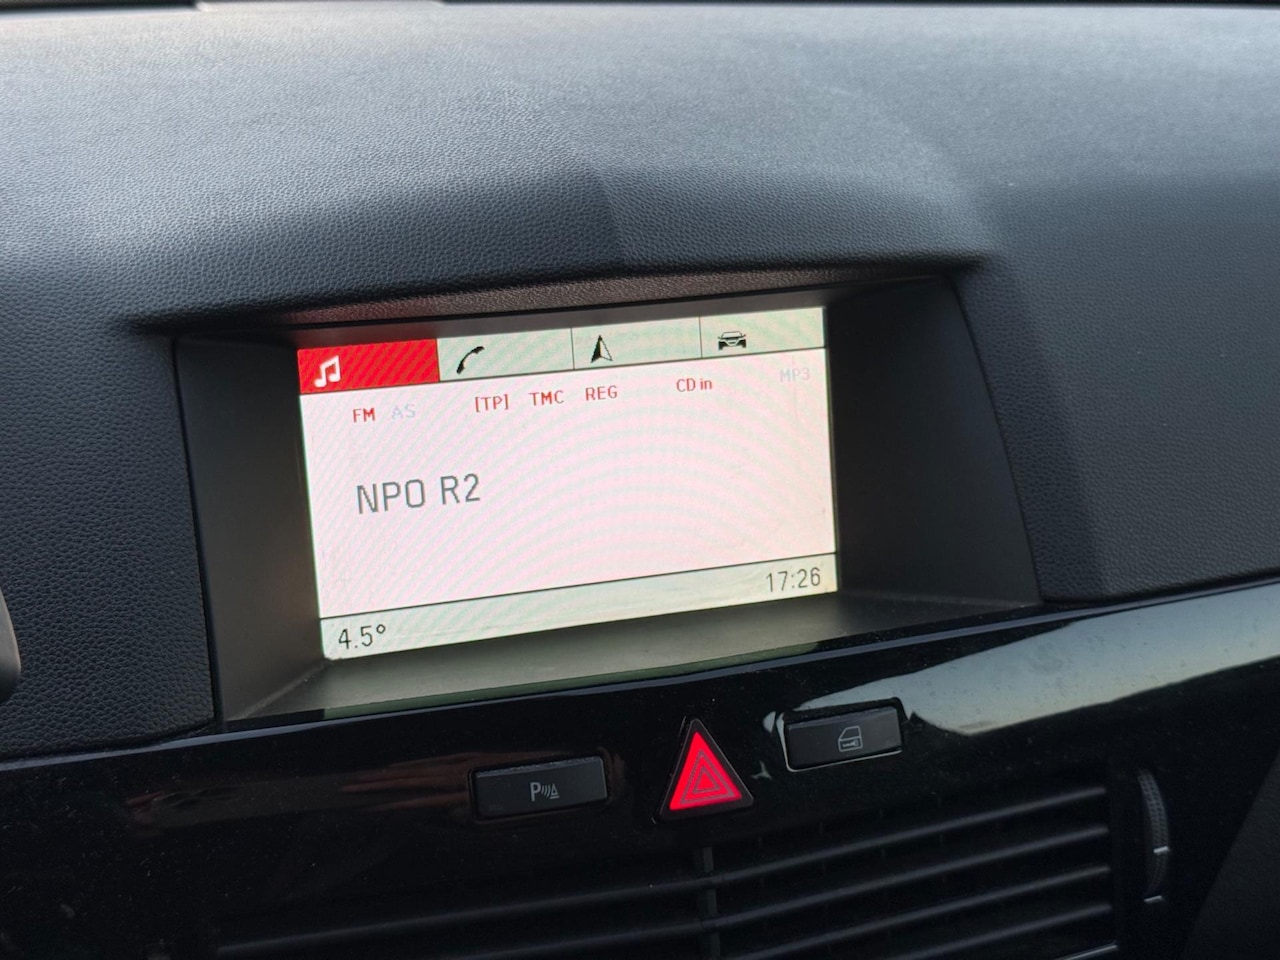 FM AS [TP] TMC REG CD in MP3
NPO R2
4.5° 17:26
P